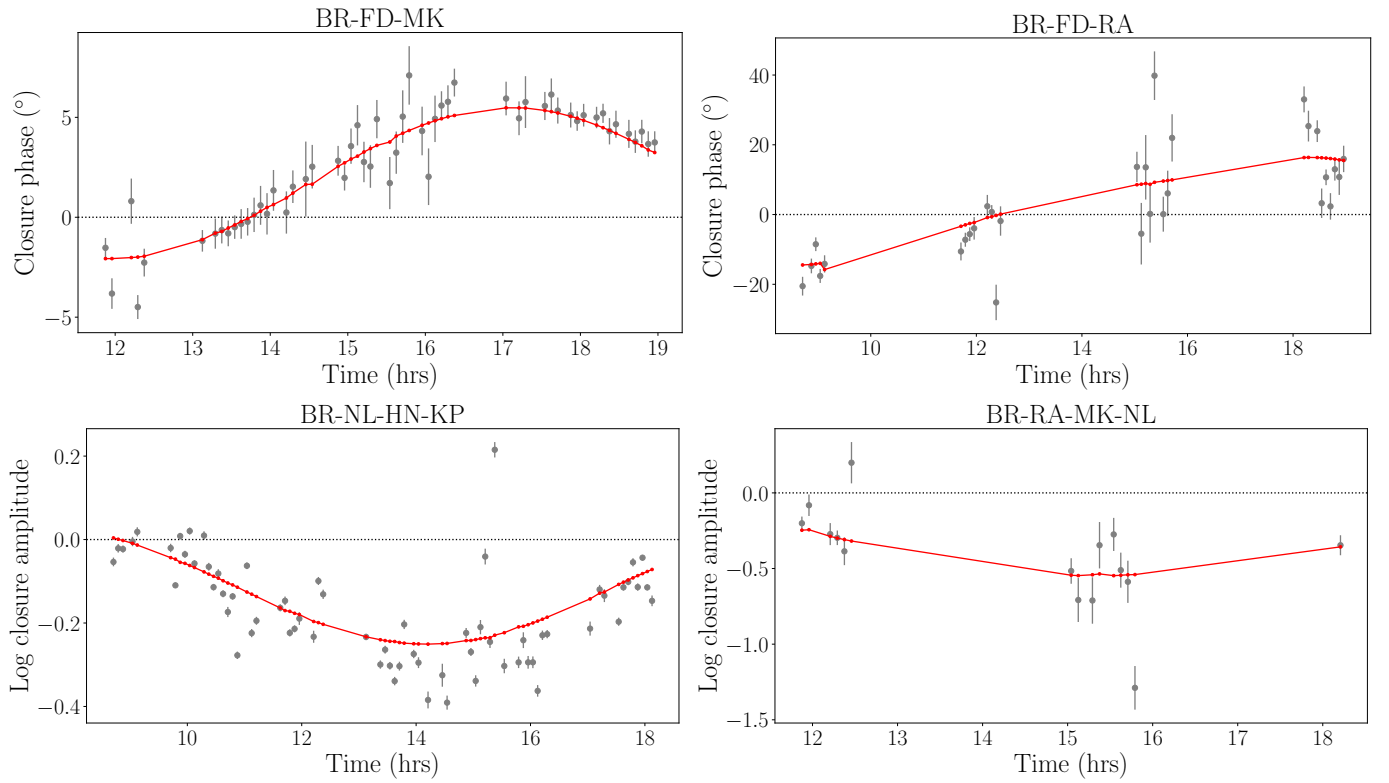 BR-FD-MK
Closure phase (°)
5
0
−5
12 13 14 15 16 17 18 19
Time (hrs)
BR-FD-RA
Closure phase (°)
40
20
0
−20
10 12 14 16 18
Time (hrs)
BR-NL-HN-KP
Log closure amplitude
0.2
0.0
−0.2
−0.4
10 12 14 16 18
Time (hrs)
BR-RA-MK-NL
Log closure amplitude
0.0
−0.5
−1.0
−1.5
12 13 14 15 16 17 18
Time (hrs)